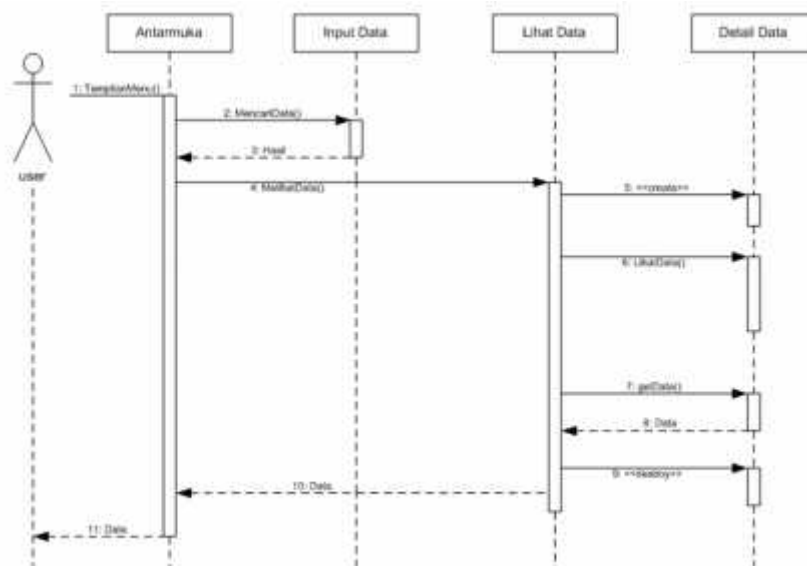 Antarmuka
Input Data
Lihat Data
Detail Data
user
1: TampilanMenu()
2: MencariData()
3: Hasil
4: MelihatData()
5: <<create>>
6: LihatData()
7: getData()
8: Data
9: <<destroy>>
10: Data
11: Data